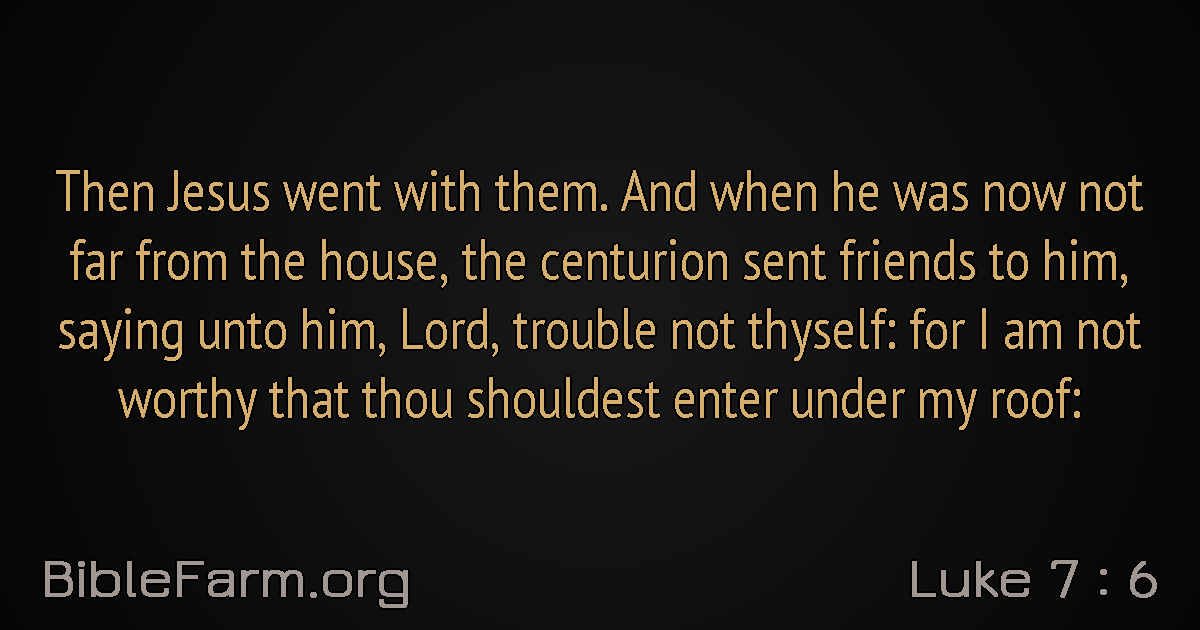 Then Jesus went with them. And when he was now not
far from the house, the centurion sent friends to him,
saying unto him, Lord, trouble not thyself: for I am not
worthy that thou shouldest enter under my roof:
BibleFarm.org
Luke 7 : 6